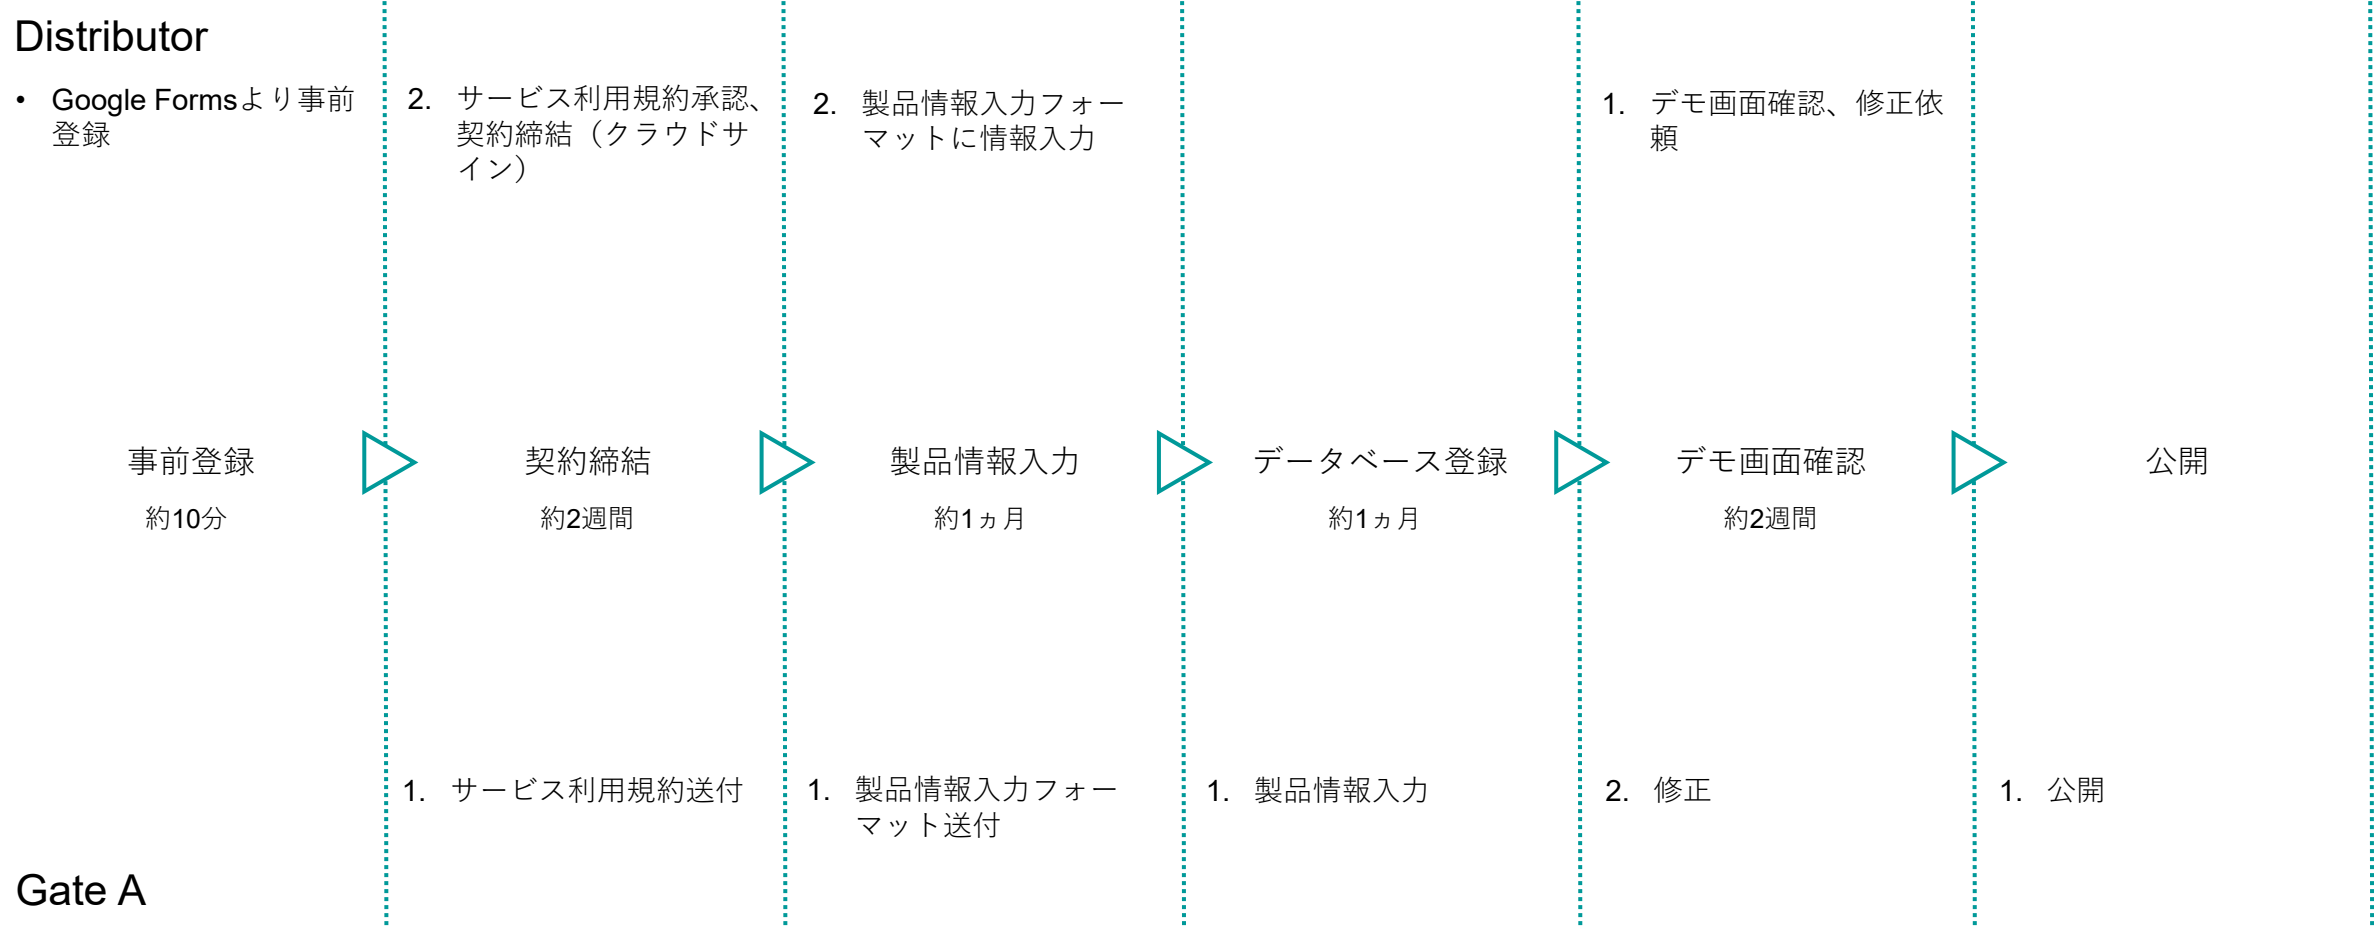 Distributor
• Google Formsより事前
登録
2. サービス利用規約承認、
契約締結（クラウドサ
イン）
2. 製品情報入力フォー
マットに情報入力
1. デモ画面確認、修正依
頼
事前登録
約10分
契約締結
約2週間
製品情報入力
約1ヵ月
データベース登録
約1ヵ月
デモ画面確認
約2週間
公開
1. サービス利用規約送付
1. 製品情報入力フォー
マット送付
1. 製品情報入力
2. 修正
1. 公開
Gate A